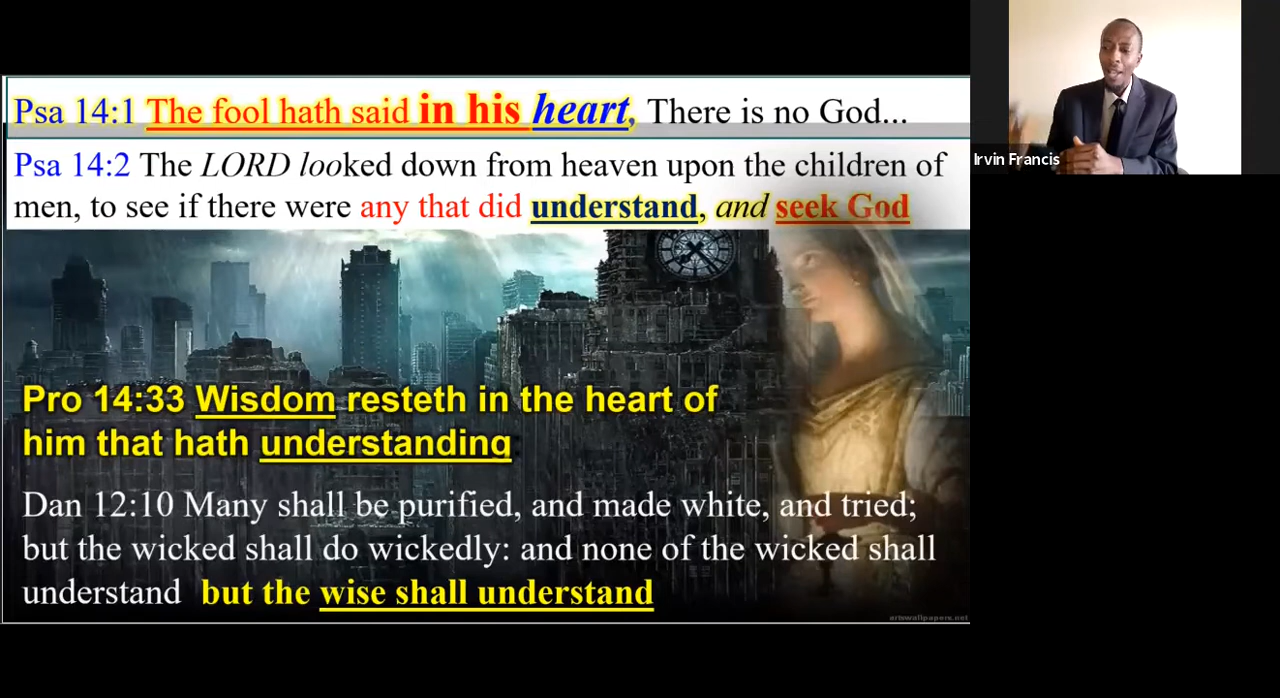 Psa 14:1 The fool hath said in his heart, There is no God...
Psa 14:2 The LORD looked down from heaven upon the children of
men, to see if there were any that did understand, and seek God
Irvin Francis
Pro 14:33 Wisdom resteth in the heart of
him that hath understanding
Dan 12:10 Many shall be purified, and made white, and tried;
but the wicked shall do wickedly: and none of the wicked shall
understand but the wise shall understand
artswallpapers.net